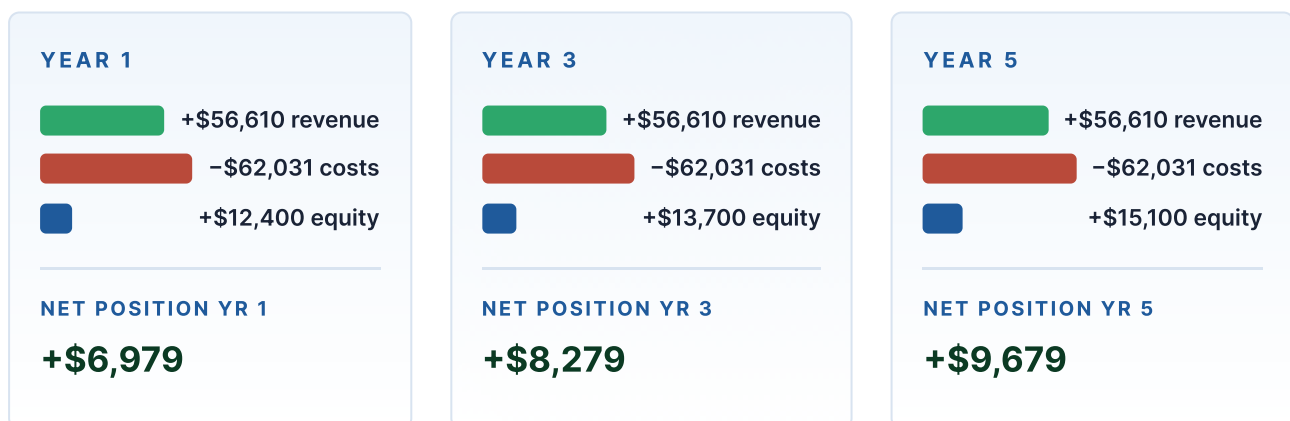 YEAR 1
+$56,610 revenue
−$62,031 costs
+$12,400 equity
NET POSITION YR 1
+$6,979
YEAR 3
+$56,610 revenue
−$62,031 costs
+$13,700 equity
NET POSITION YR 3
+$8,279
YEAR 5
+$56,610 revenue
−$62,031 costs
+$15,100 equity
NET POSITION YR 5
+$9,679